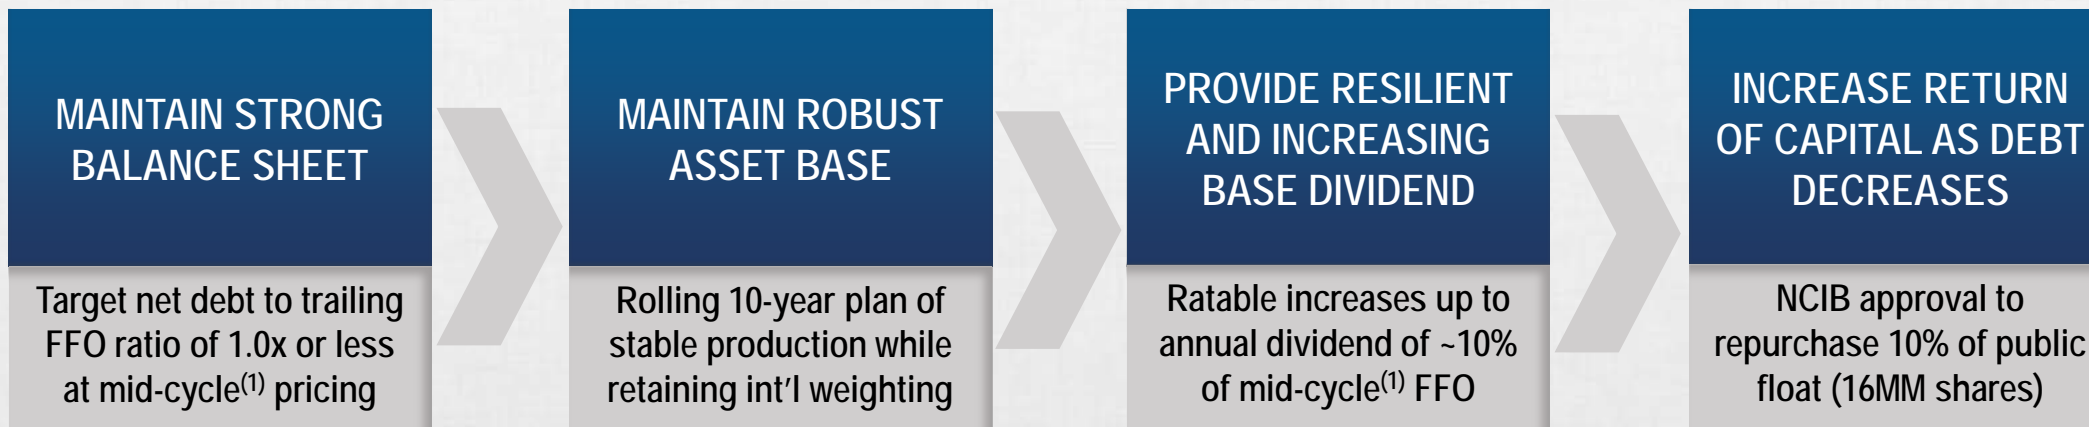 MAINTAIN STRONG
BALANCE SHEET
Target net debt to trailing
FFO ratio of 1.0x or less
at mid-cycle(1) pricing
MAINTAIN ROBUST
ASSET BASE
Rolling 10-year plan of
stable production while
retaining int'l weighting
PROVIDE RESILIENT
AND INCREASING
BASE DIVIDEND
Ratable increases up to
annual dividend of ~10%
of mid-cycle(1) FFO
INCREASE RETURN
OF CAPITAL AS DEBT
DECREASES
NCIB approval to
repurchase 10% of public
float (16MM shares)